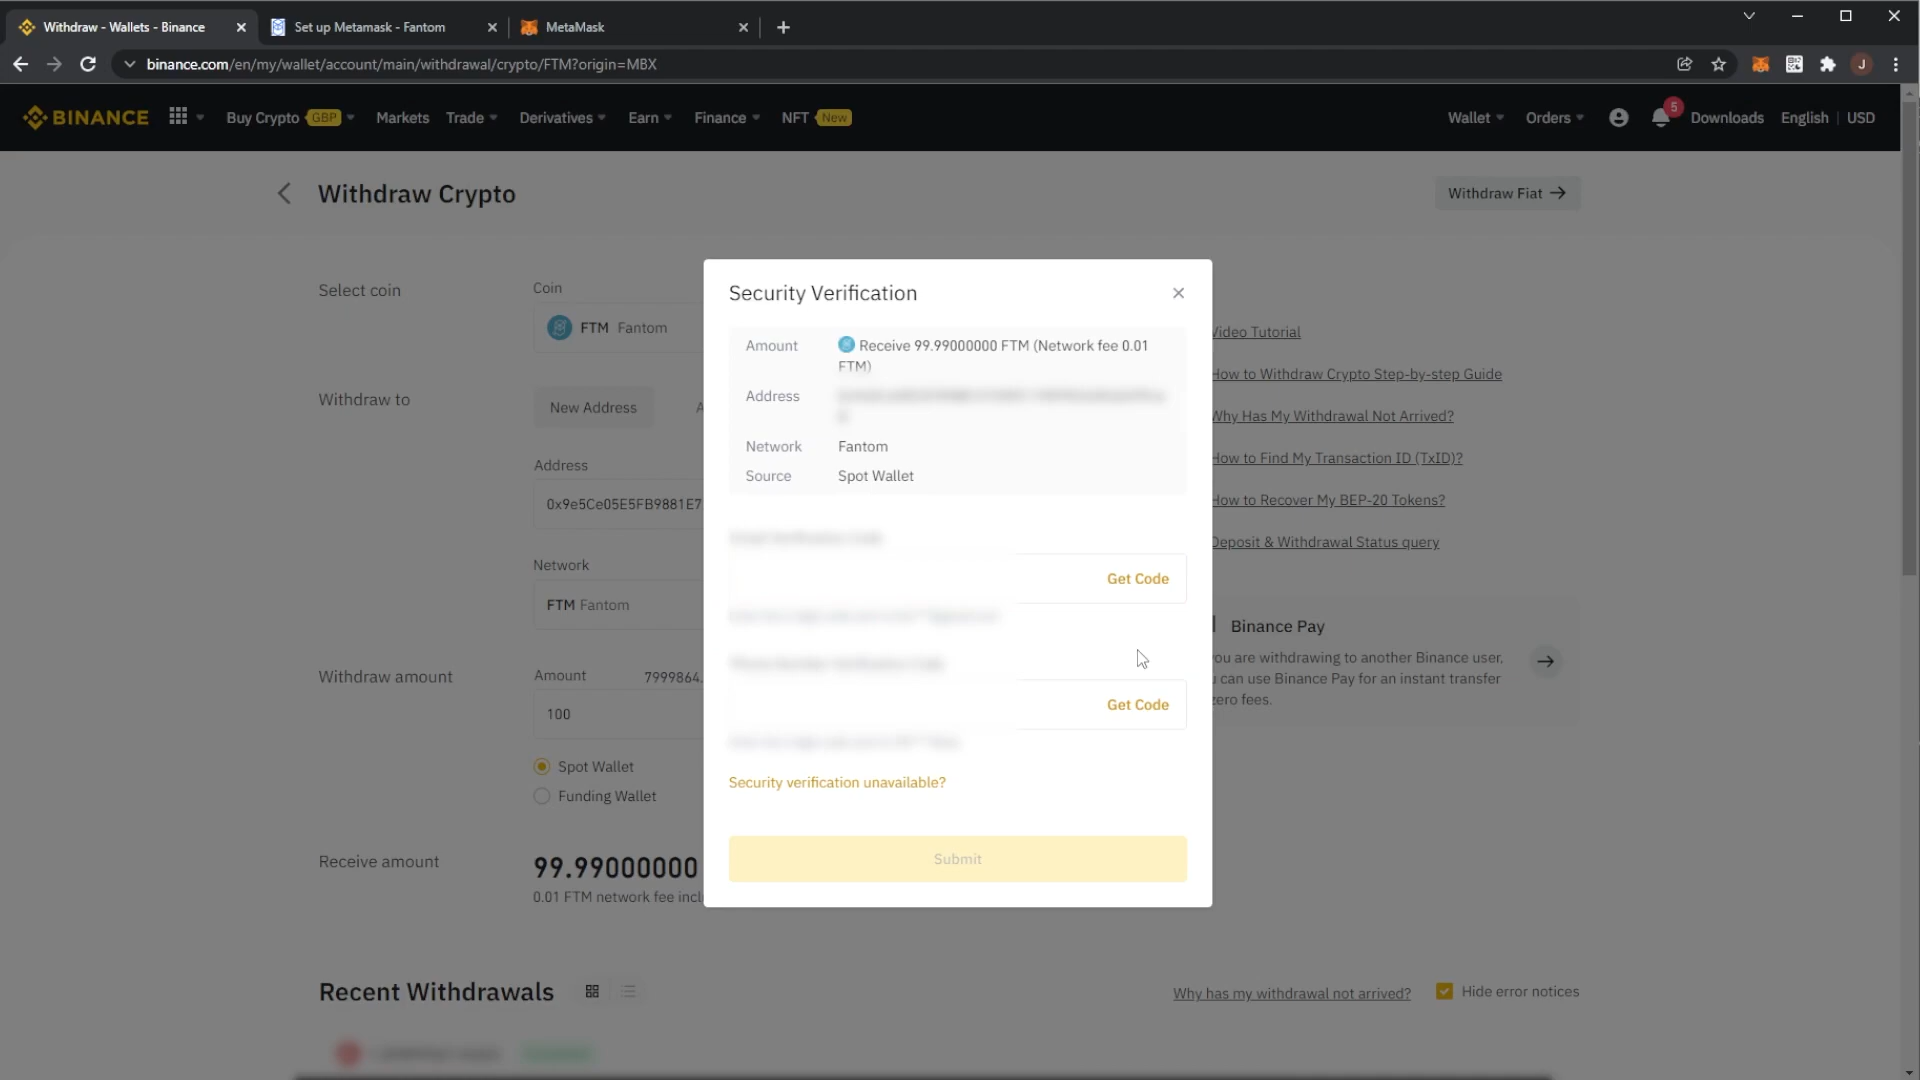 Withdraw - Wallets - Binance
Set up Metamask - Fantom
MetaMask
binance.com/en/my/wallet/account/main/withdrawal/crypto/FTM?origin=MBX
J
BINANCE
Buy Crypto GBP
Markets
Trade
Derivatives
Earn
Finance
NFT New
Wallet
Orders
5
Downloads
English
USD
Withdraw Crypto
Withdraw Fiat →
Select coin
Coin
FTM Fantom
Withdraw to
New Address
Address
0x9e5Ce05E5FB9881E7
Network
FTM Fantom
Withdraw amount
Amount
7999864.
100
Spot Wallet
Funding Wallet
Receive amount
99.99000000
0.01 FTM network fee incl
Security Verification
Amount
Receive 99.99000000 FTM (Network fee 0.01
FTM)
Address
Network
Fantom
Source
Spot Wallet
Get Code
Get Code
Security verification unavailable?
Submit
Video Tutorial
How to Withdraw Crypto Step-by-step Guide
Why Has My Withdrawal Not Arrived?
How to Find My Transaction ID (TxID)?
How to Recover My BEP-20 Tokens?
Deposit & Withdrawal Status query
Binance Pay
you are withdrawing to another Binance user,
can use Binance Pay for an instant transfer
zero fees.
Recent Withdrawals
Why has my withdrawal not arrived?
Hide error notices